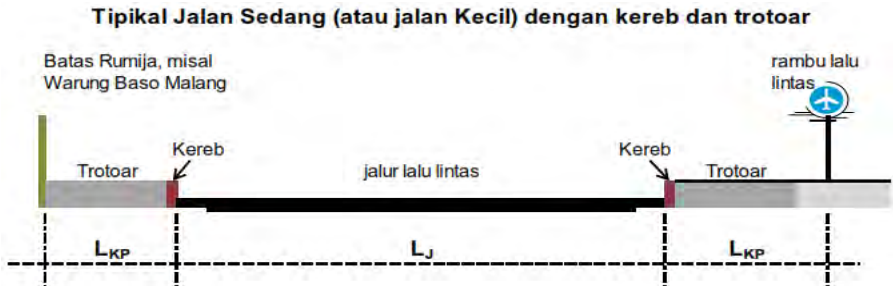 Tipikal Jalan Sedang (atau jalan Kecil) dengan kereb dan trotoar
Batas Rumija, misal
Warung Baso Malang
rambu lalu
lintas
Kereb
Kereb
Trotoar
jalur lalu lintas
Trotoar
LKP
LJ
LKP